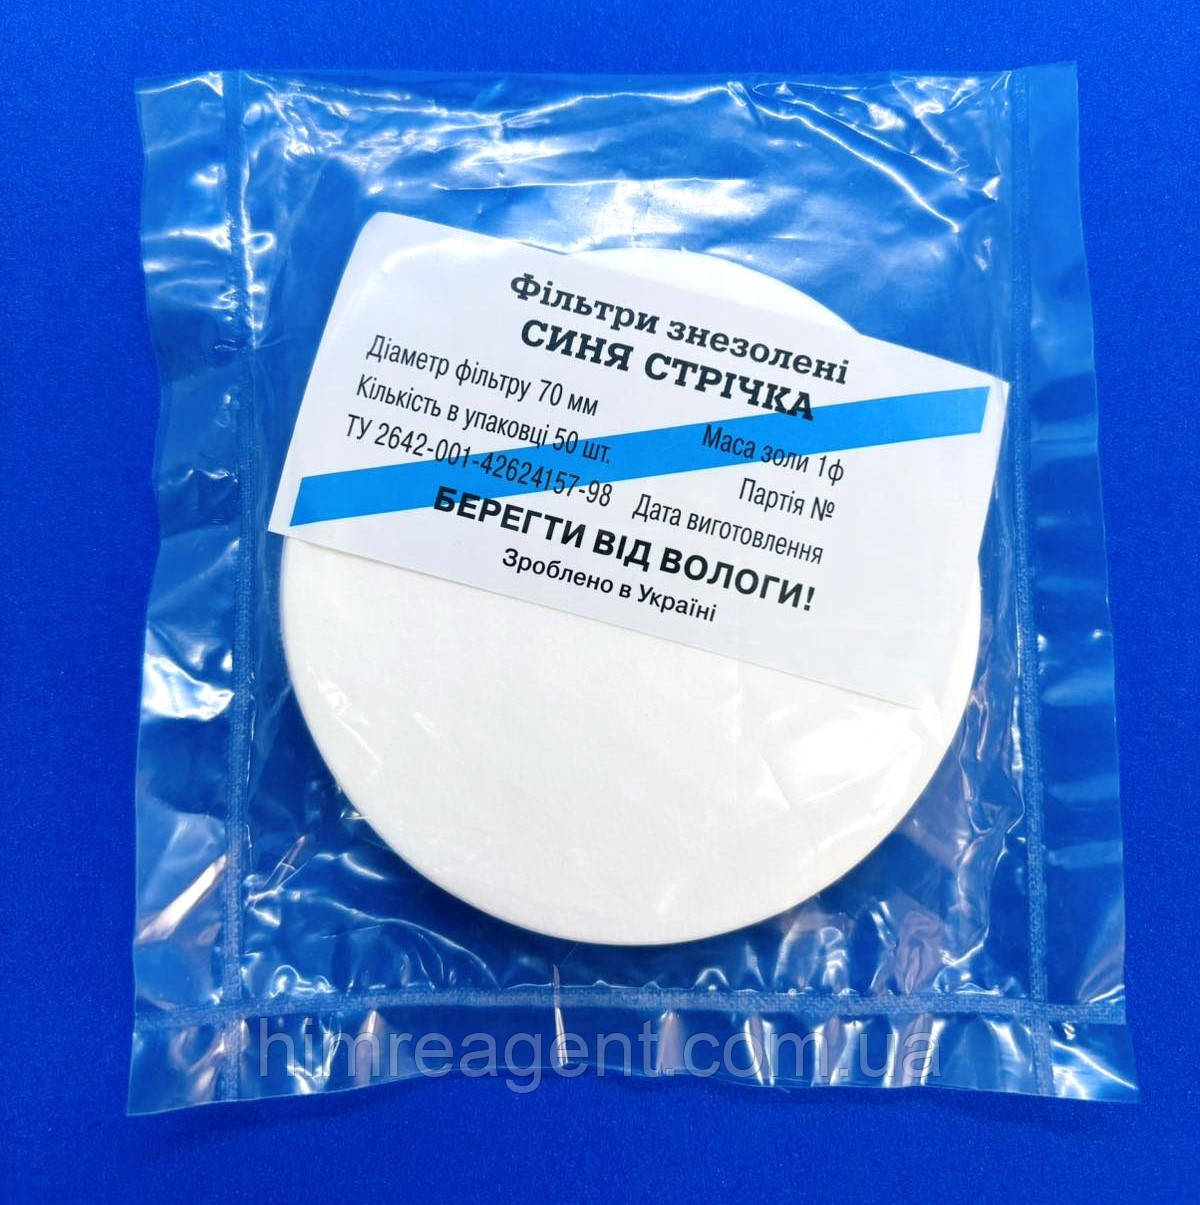 Фільтри знезолені
СИНЯ СТРІЧКА
Діаметр фільтру 70 мм
Кількість в упаковці 50 шт.
Маса золи 1ф
ТУ 2642-001-42624157-98
Партія №
Дата виготовлення
БЕРЕГТИ ВІД ВОЛОГИ!
Зроблено в Україні
himreagent.com.ua